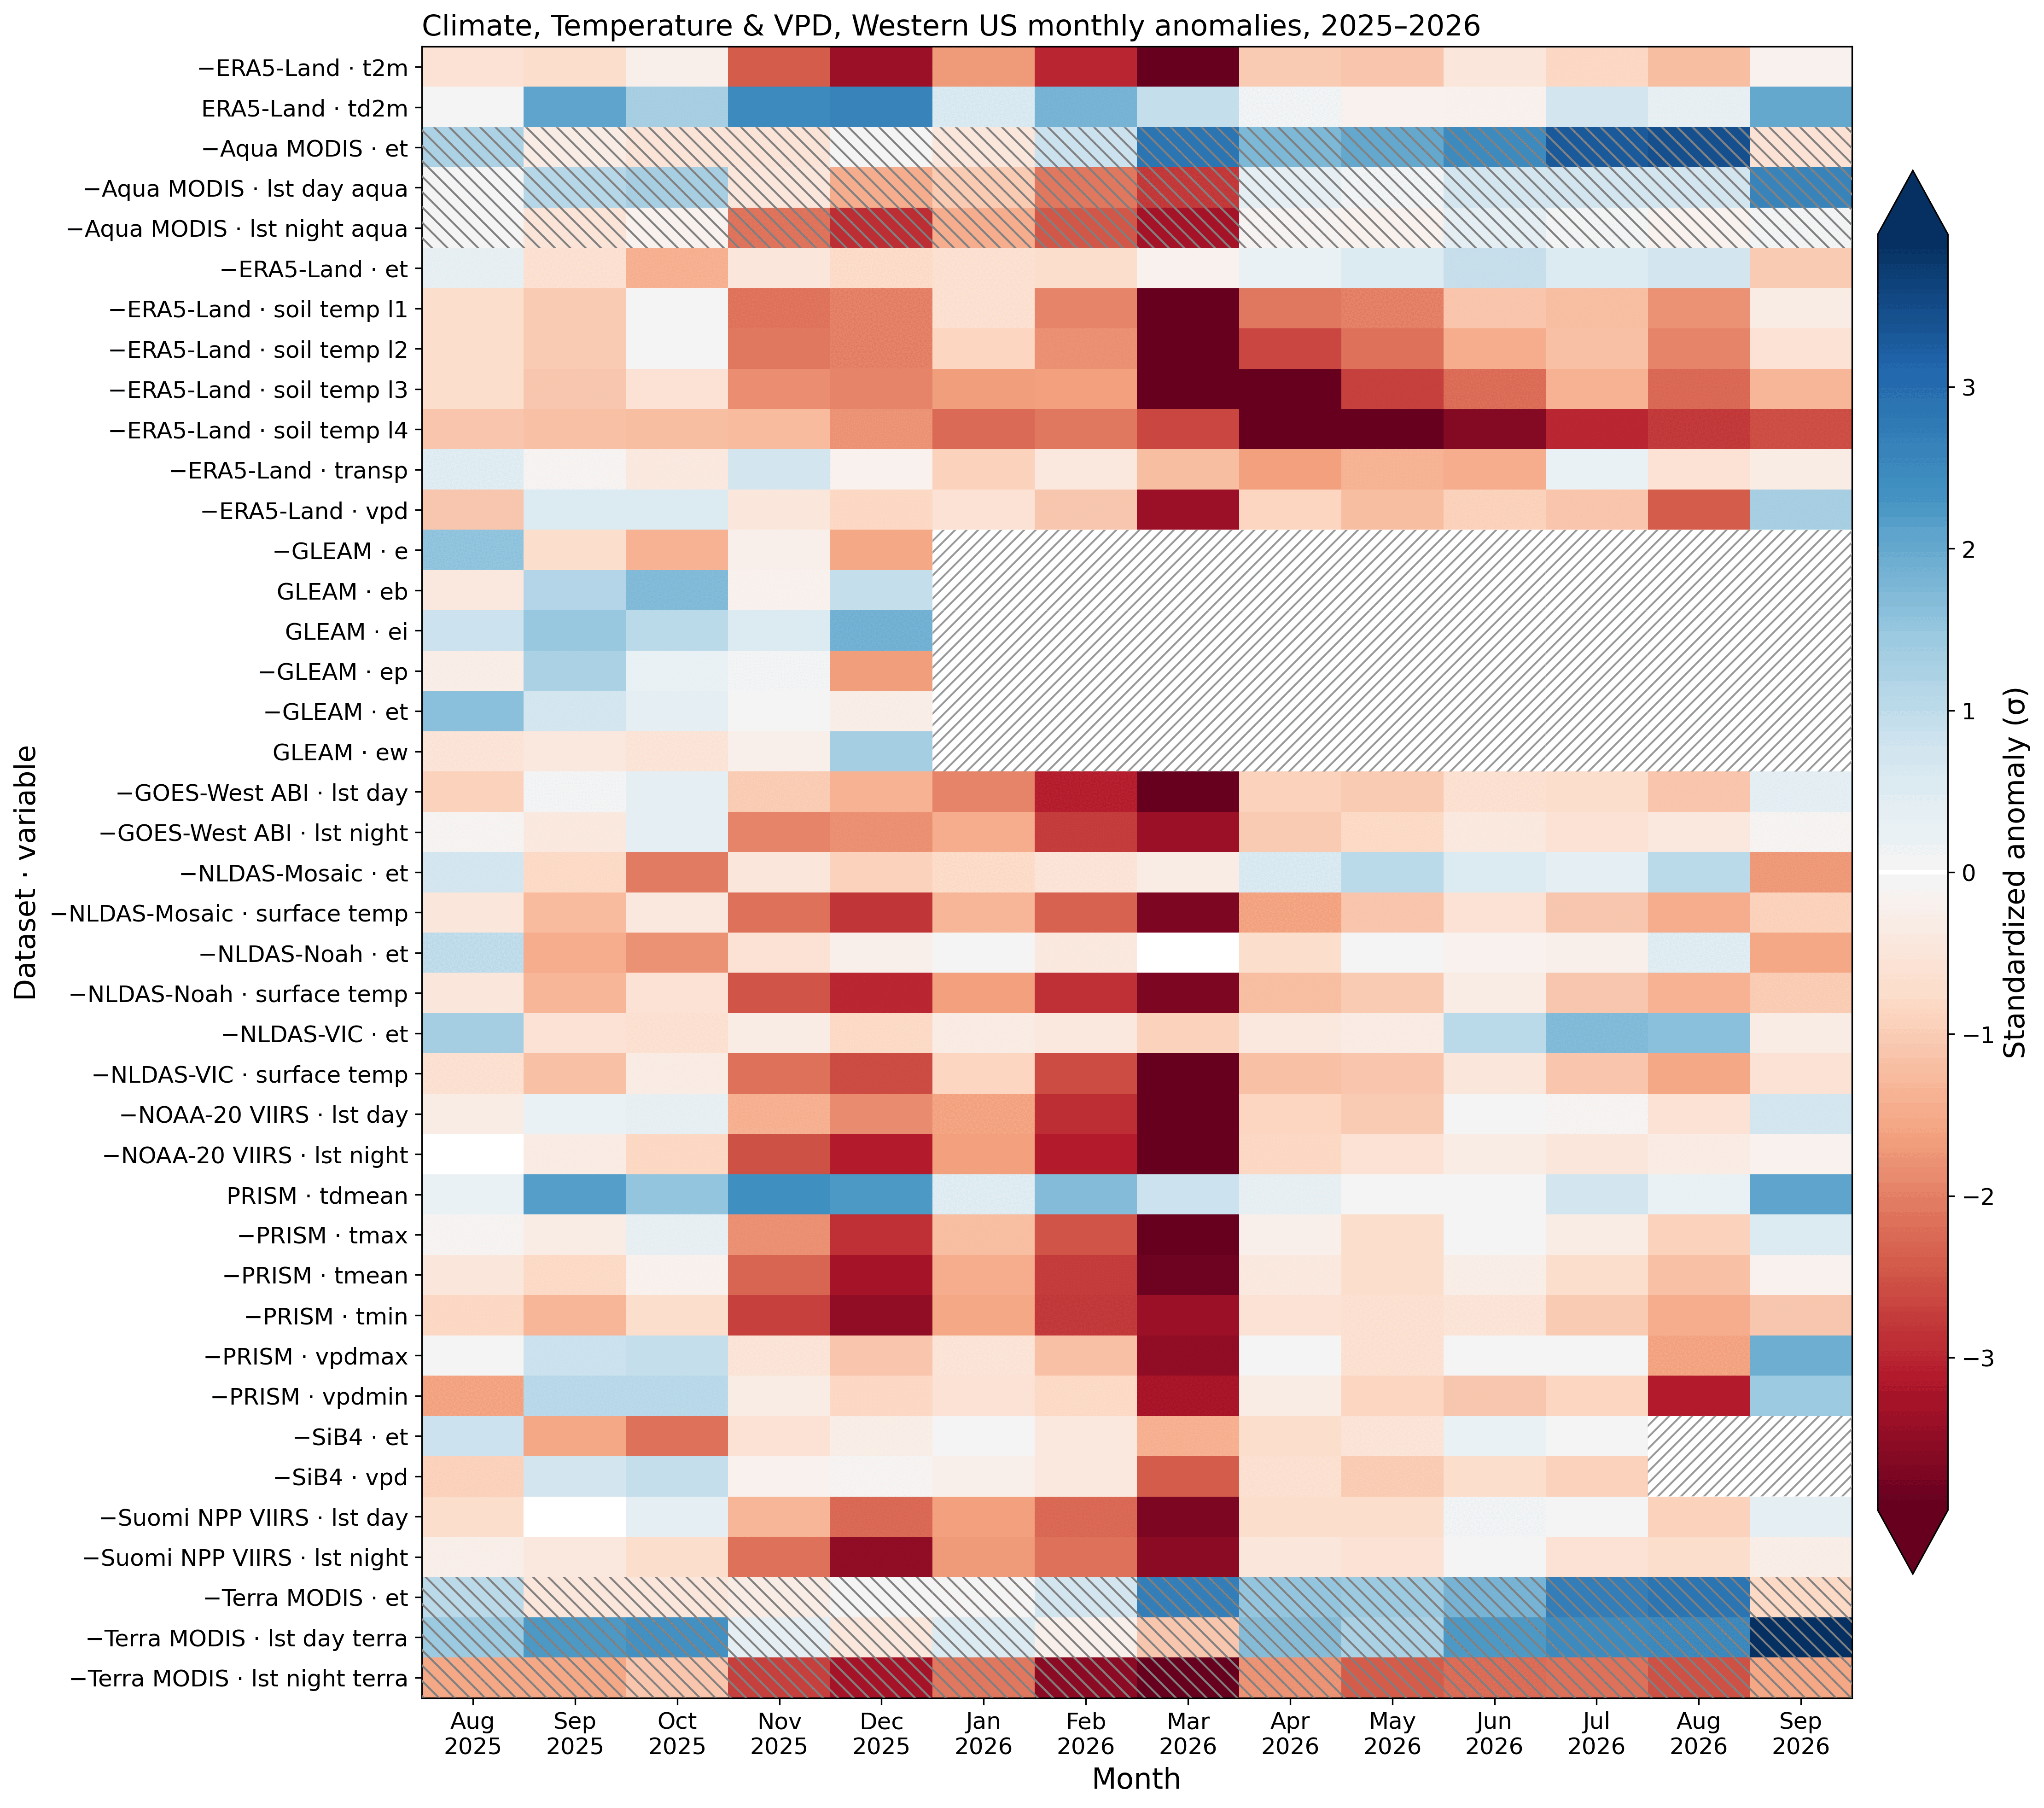 Climate, Temperature & VPD, Western US monthly anomalies, 2025–2026
Dataset · variable
−ERA5-Land · t2m
ERA5-Land · td2m
−Aqua MODIS · et
−Aqua MODIS · lst day aqua
−Aqua MODIS · lst night aqua
−ERA5-Land · et
−ERA5-Land · soil temp l1
−ERA5-Land · soil temp l2
−ERA5-Land · soil temp l3
−ERA5-Land · soil temp l4
−ERA5-Land · transp
−ERA5-Land · vpd
−GLEAM · e
GLEAM · eb
GLEAM · ei
−GLEAM · ep
−GLEAM · et
GLEAM · ew
−GOES-West ABI · lst day
−GOES-West ABI · lst night
−NLDAS-Mosaic · et
−NLDAS-Mosaic · surface temp
−NLDAS-Noah · et
−NLDAS-Noah · surface temp
−NLDAS-VIC · et
−NLDAS-VIC · surface temp
−NOAA-20 VIIRS · lst day
−NOAA-20 VIIRS · lst night
PRISM · tdmean
−PRISM · tmax
−PRISM · tmean
−PRISM · tmin
−PRISM · vpdmax
−PRISM · vpdmin
−SiB4 · et
−SiB4 · vpd
−Suomi NPP VIIRS · lst day
−Suomi NPP VIIRS · lst night
−Terra MODIS · et
−Terra MODIS · lst day terra
−Terra MODIS · lst night terra
Aug 2025
Sep 2025
Oct 2025
Nov 2025
Dec 2025
Jan 2026
Feb 2026
Mar 2026
Apr 2026
May 2026
Jun 2026
Jul 2026
Aug 2026
Sep 2026
Month
3
2
1
0
−1
−2
−3
Standardized anomaly (σ)